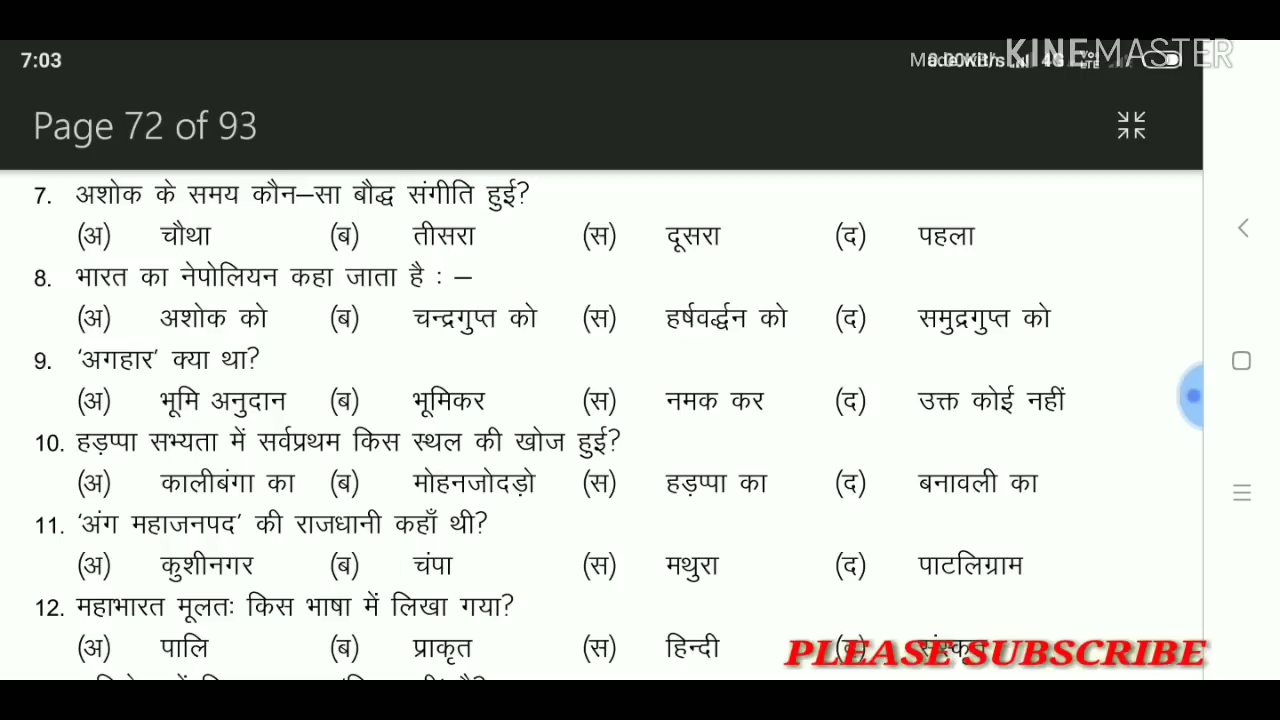 7:03
KINEMASTER
Page 72 of 93
7. अशोक के समय कौन–सा बौद्ध संगीति हुई?
(अ) चौथा (ब) तीसरा (स) दूसरा (द) पहला
8. भारत का नेपोलियन कहा जाता है : –
(अ) अशोक को (ब) चन्द्रगुप्त को (स) हर्षवर्द्धन को (द) समुद्रगुप्त को
9. ‘अगहार’ क्या था?
(अ) भूमि अनुदान (ब) भूमिकर (स) नमक कर (द) उक्त कोई नहीं
10. हड़प्पा सभ्यता में सर्वप्रथम किस स्थल की खोज हुई?
(अ) कालीबंगा का (ब) मोहनजोदड़ो (स) हड़प्पा का (द) बनावली का
11. ‘अंग महाजनपद’ की राजधानी कहाँ थी?
(अ) कुशीनगर (ब) चंपा (स) मथुरा (द) पाटलिग्राम
12. महाभारत मूलतः किस भाषा में लिखा गया?
(अ) पालि (ब) प्राकृत (स) हिन्दी (द) संस्कृत
PLEASE SUBSCRIBE